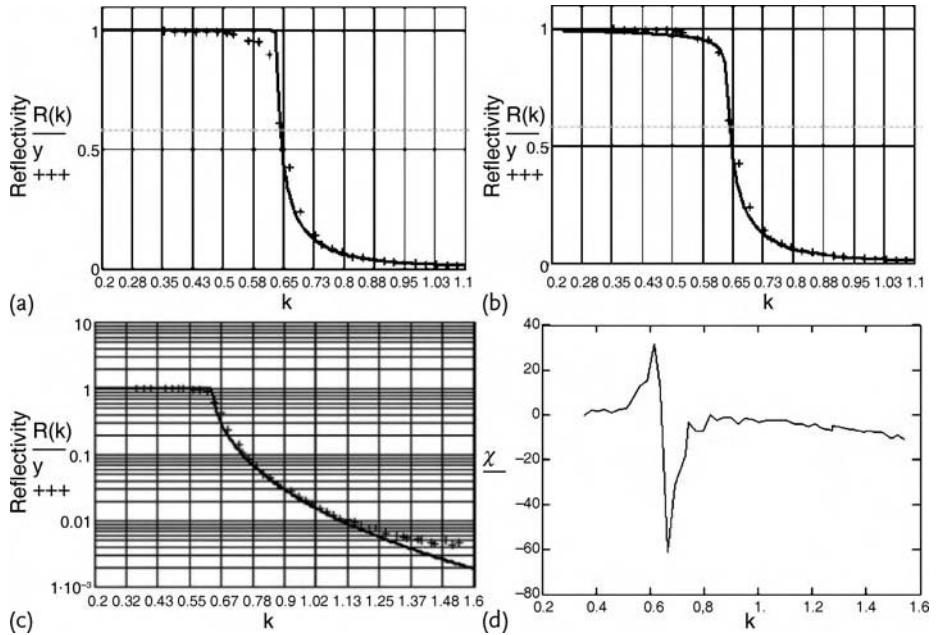 1
0.5
0
Reflectivity
R(k)
y
+++
0.2 0.28 0.35 0.43 0.5 0.58 0.65 0.73 0.8 0.88 0.95 1.03 1.1
k
(a)
1
0.5
0
Reflectivity
R(k)
y
+++
0.2 0.28 0.35 0.43 0.5 0.58 0.65 0.73 0.8 0.88 0.95 1.03 1.1
k
(b)
10
1
0.1
0.01
1·10⁻³
Reflectivity
R(k)
y
+++
0.2 0.32 0.43 0.55 0.67 0.78 0.9 1.02 1.13 1.25 1.37 1.48 1.6
k
(c)
40
20
0
−20
−40
−60
−80
χ
0.2 0.4 0.6 0,8 1. 1.2 1.4 1.6
k
(d)